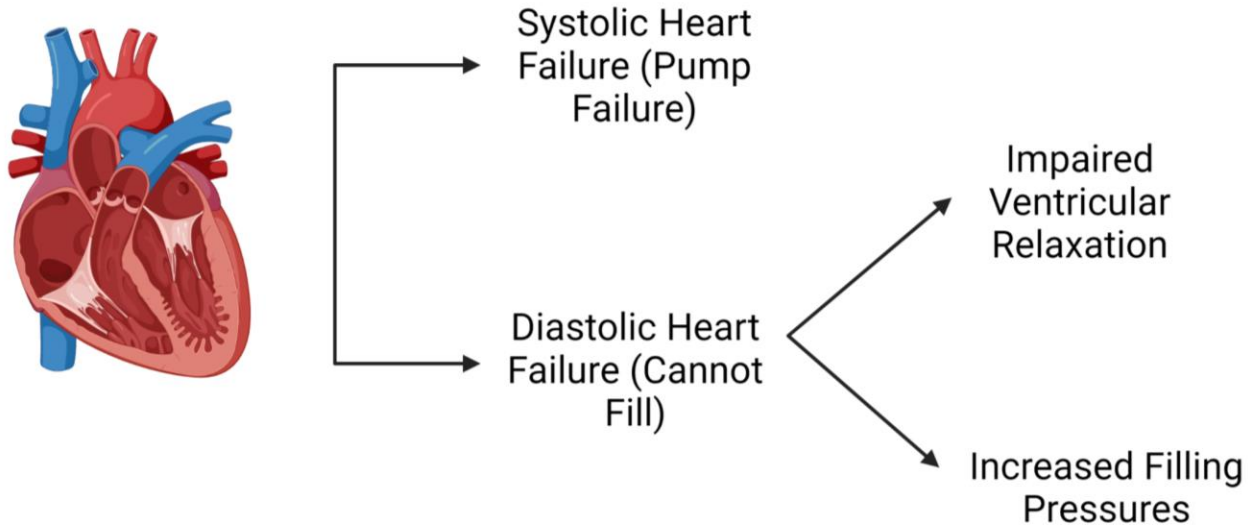 Systolic Heart
Failure (Pump
Failure)
Impaired
Ventricular
Relaxation
Diastolic Heart
Failure (Cannot
Fill)
Increased Filling
Pressures